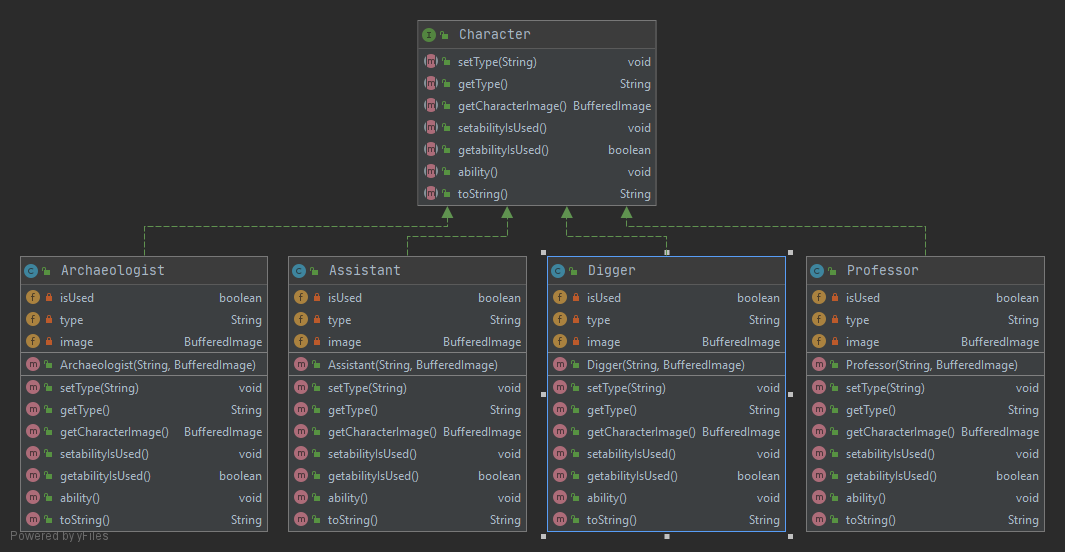 Character
setType(String) void
getType() String
getCharacterImage() BufferedImage
setabilityIsUsed() void
getabilityIsUsed() boolean
ability() void
toString() String
Archaeologist
isUsed boolean
type String
image BufferedImage
Archaeologist(String, BufferedImage)
setType(String) void
getType() String
getCharacterImage() BufferedImage
setabilityIsUsed() void
getabilityIsUsed() boolean
ability() void
toString() String
Assistant
isUsed boolean
type String
image BufferedImage
Assistant(String, BufferedImage)
setType(String) void
getType() String
getCharacterImage() BufferedImage
setabilityIsUsed() void
getabilityIsUsed() boolean
ability() void
toString() String
Digger
isUsed boolean
type String
image BufferedImage
Digger(String, BufferedImage)
setType(String) void
getType() String
getCharacterImage() BufferedImage
setabilityIsUsed() void
getabilityIsUsed() boolean
ability() void
toString() String
Professor
isUsed boolean
type String
image BufferedImage
Professor(String, BufferedImage)
setType(String) void
getType() String
getCharacterImage() BufferedImage
setabilityIsUsed() void
getabilityIsUsed() boolean
ability() void
toString() String
Powered by yFiles